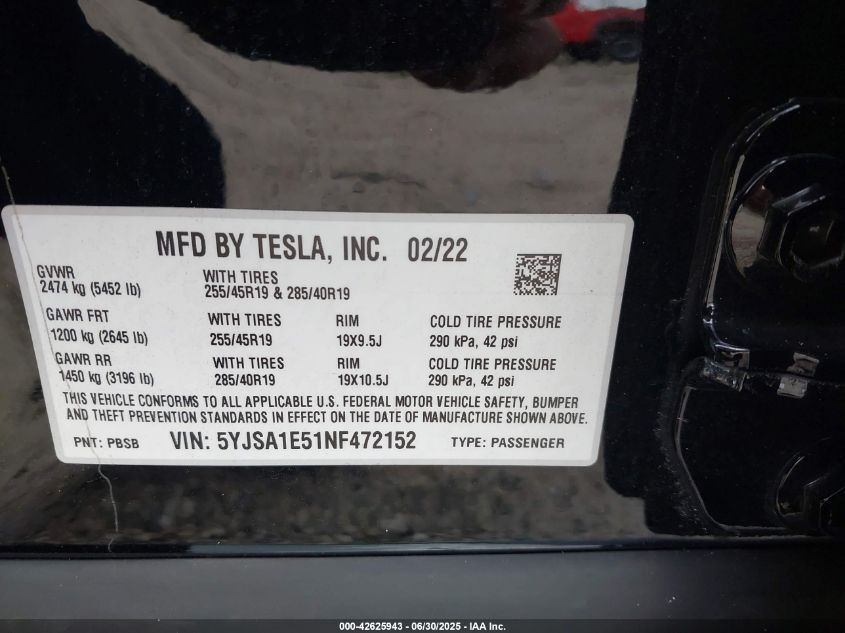 MFD BY TESLA, INC. 02/22
GVWR
2474 kg (5452 lb)
WITH TIRES
255/45R19 & 285/40R19
GAWR FRT
1200 kg (2645 lb)
WITH TIRES
255/45R19
RIM
19X9.5J
COLD TIRE PRESSURE
290 kPa, 42 psi
GAWR RR
1450 kg (3196 lb)
WITH TIRES
285/40R19
RIM
19X10.5J
COLD TIRE PRESSURE
290 kPa, 42 psi
THIS VEHICLE CONFORMS TO ALL APPLICABLE U.S. FEDERAL MOTOR VEHICLE SAFETY, BUMPER
AND THEFT PREVENTION STANDARDS IN EFFECT ON THE DATE OF MANUFACTURE SHOWN ABOVE.
PNT: PBSB VIN: 5YJSA1E51NF472152 TYPE: PASSENGER
000-42625943 - 06/30/2025 - IAA Inc.